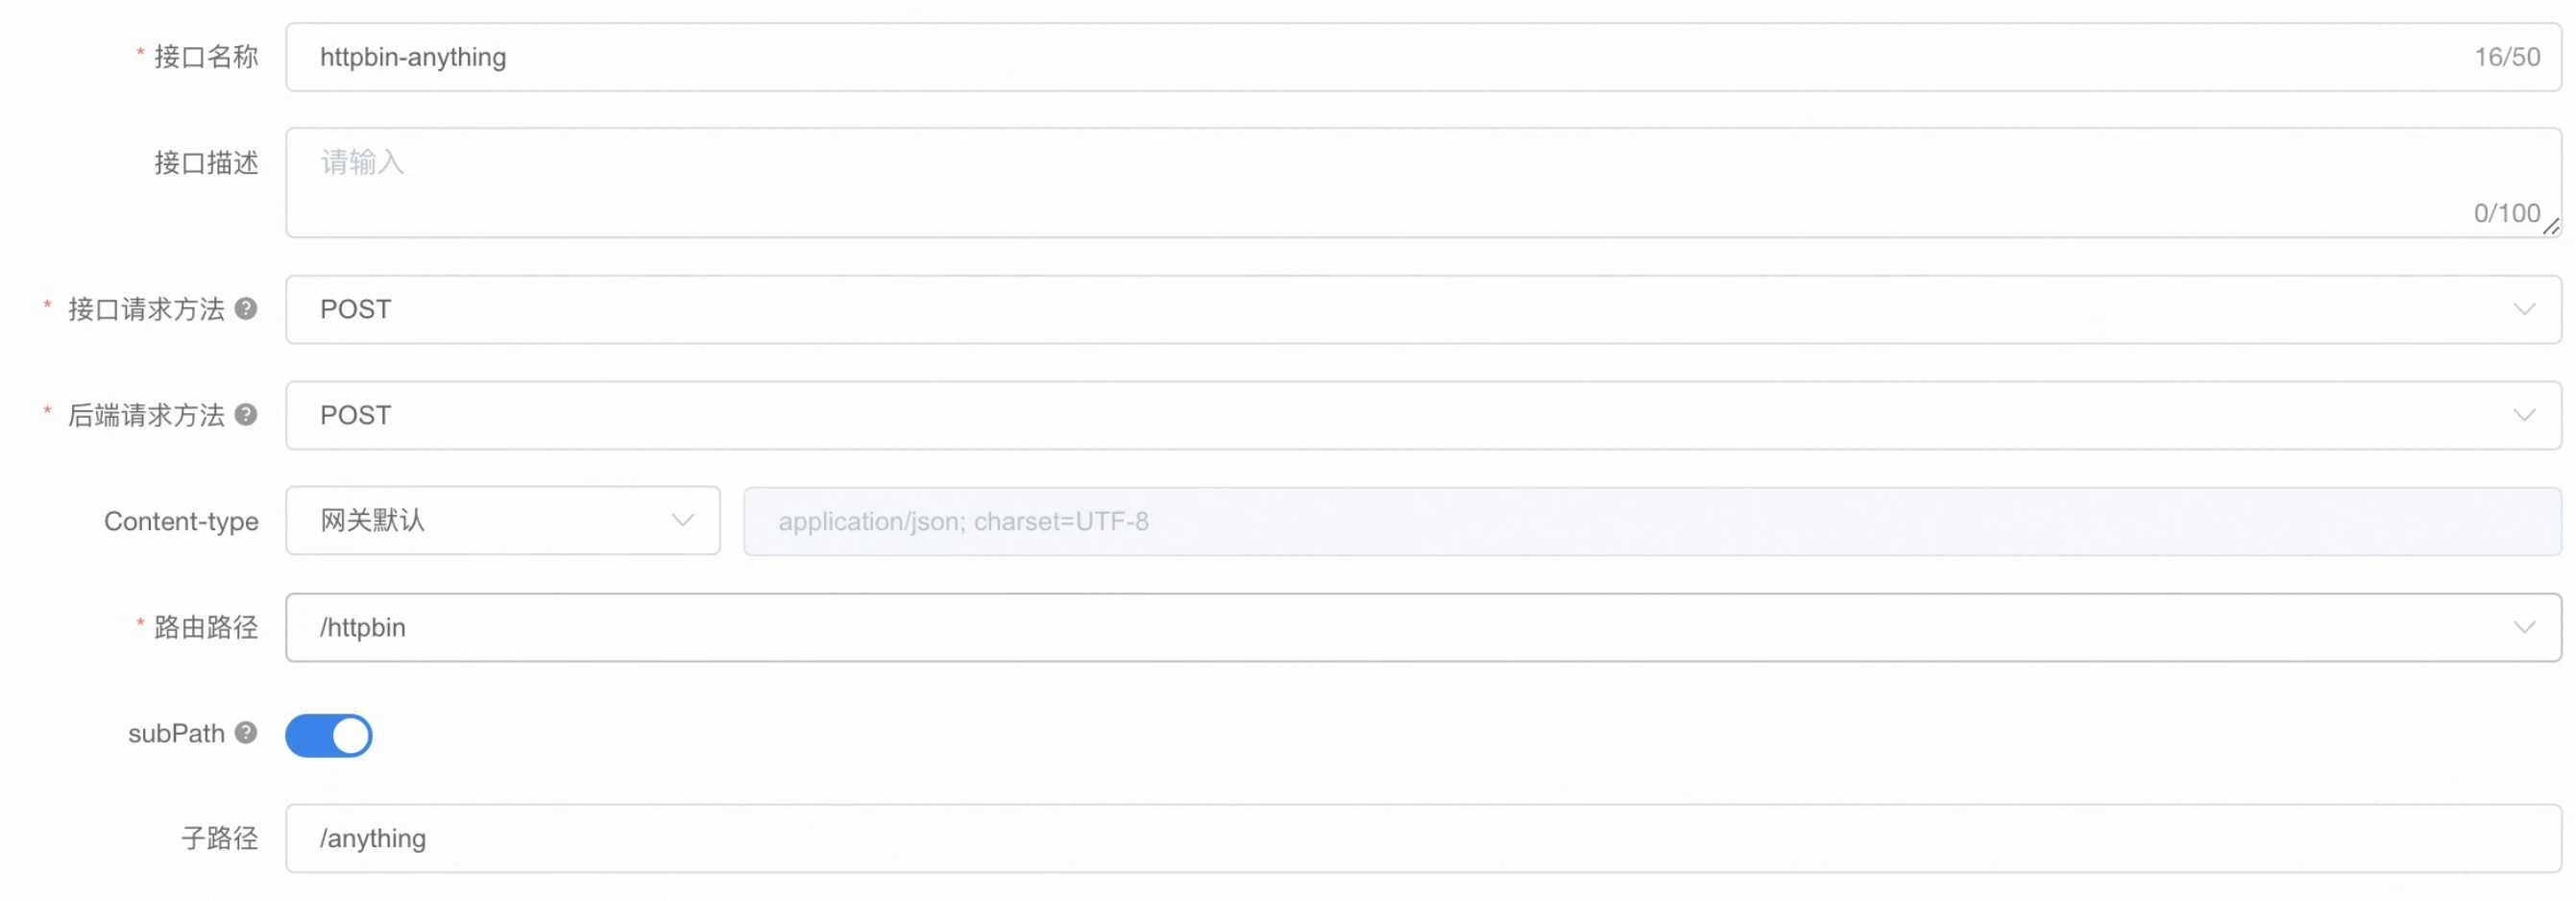 * 接口名称 httpbin-anything 16/50
接口描述 请输入
0/100
* 接口请求方法 ? POST
* 后端请求方法 ? POST
Content-type 网关默认 application/json; charset=UTF-8
* 路由路径 /httpbin
subPath ?
子路径 /anything